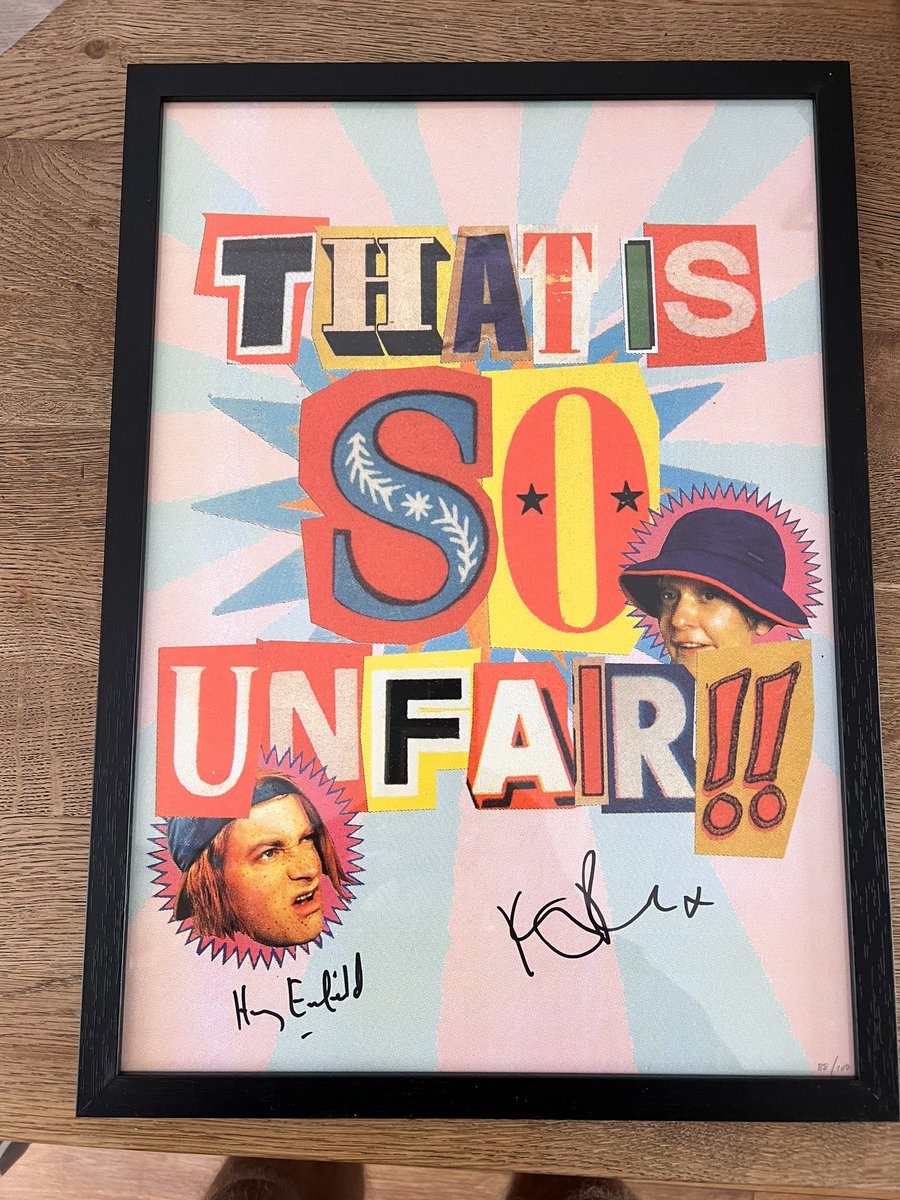 THAT IS
SO
UNFAIR!!
Harry Enfield
88/100